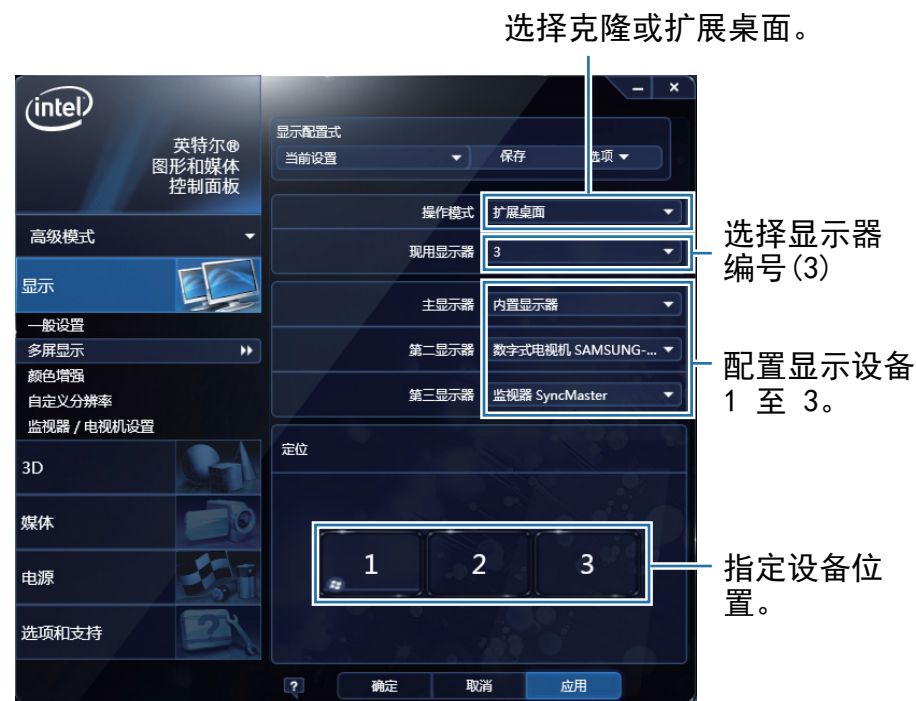 选择克隆或扩展桌面。
intel
英特尔®
图形和媒体
控制面板
高级模式
显示
一般设置
多屏显示
颜色增强
自定义分辨率
监视器 / 电视机设置
3D
媒体
电源
选项和支持
显示配置式
当前设置
保存
选项
操作模式 扩展桌面
现用显示器 3
主显示器 内置显示器
第二显示器 数字式电视机 SAMSUNG-...
第三显示器 监视器 SyncMaster
定位
1 2 3
? 确定 取消 应用
选择显示器
编号(3)
配置显示设备
1 至 3。
指定设备位
置。